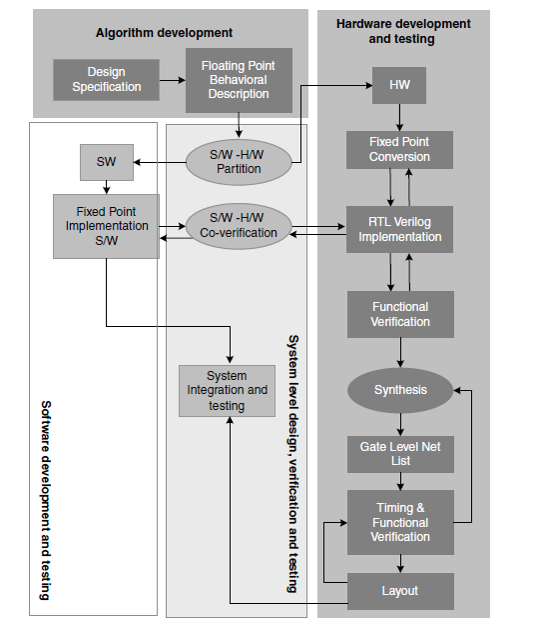 Algorithm development
Design
Specification
Floating Point
Behavioral
Description
Hardware development
and testing
HW
Fixed Point
Conversion
S/W -H/W
Partition
SW
Fixed Point
Implementation
S/W
S/W -H/W
Co-verification
RTL Verilog
Implementation
Functional
Verification
System
Integration and
testing
Synthesis
Gate Level Net
List
Timing &
Functional
Verification
Layout
Software development and testing
System level design, verification and testing